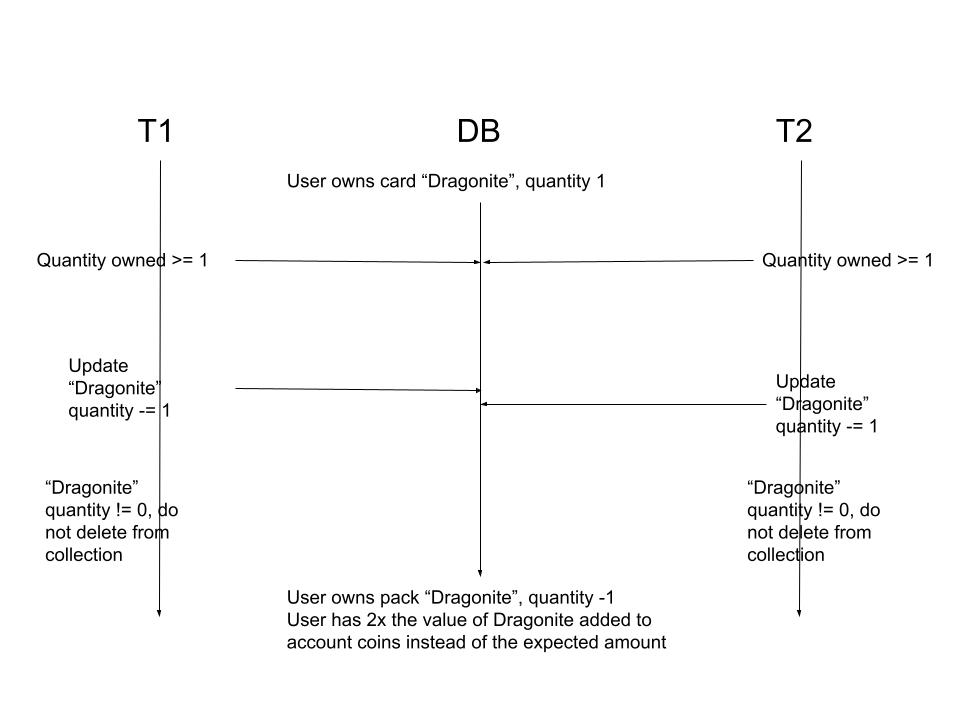 T1
DB
T2
User owns card “Dragonite”, quantity 1
Quantity owned >= 1
Quantity owned >= 1
Update
“Dragonite”
quantity -= 1
Update
“Dragonite”
quantity -= 1
“Dragonite”
quantity != 0, do
not delete from
collection
“Dragonite”
quantity != 0, do
not delete from
collection
User owns pack “Dragonite”, quantity -1
User has 2x the value of Dragonite added to
account coins instead of the expected amount